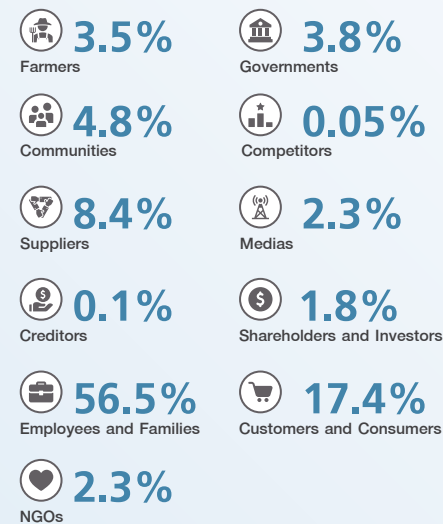 3.5%
Farmers
3.8%
Governments
4.8%
Communities
0.05%
Competitors
8.4%
Suppliers
2.3%
Medias
0.1%
Creditors
1.8%
Shareholders and Investors
56.5%
Employees and Families
17.4%
Customers and Consumers
2.3%
NGOs